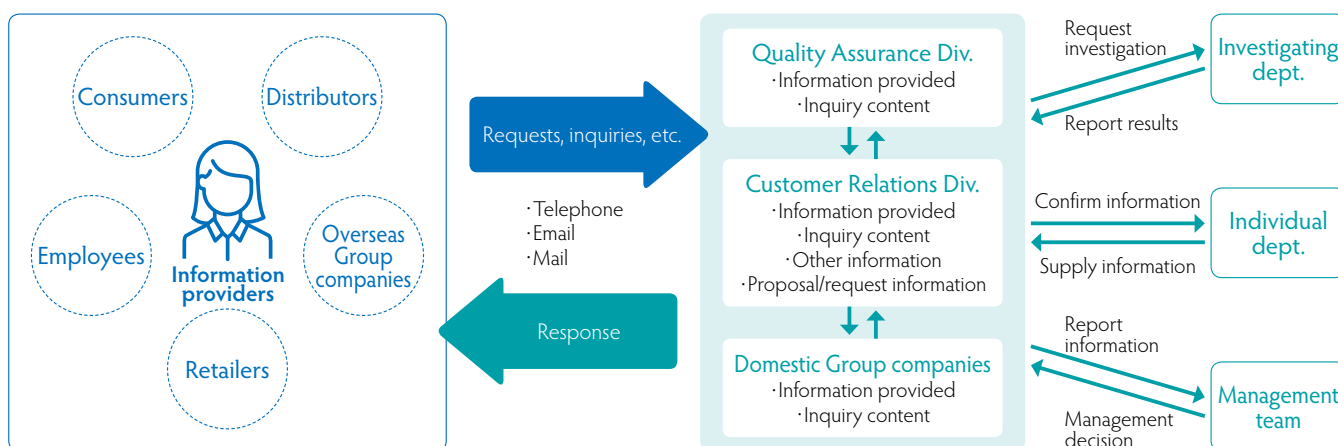 Consumers
Distributors
Employees
Information
providers
Overseas
Group
companies
Retailers
Requests, inquiries, etc.
·Telephone
·Email
·Mail
Response
Quality Assurance Div.
·Information provided
·Inquiry content
Customer Relations Div.
·Information provided
·Inquiry content
·Other information
·Proposal/request information
Domestic Group companies
·Information provided
·Inquiry content
Request
investigation
Report results
Investigating
dept.
Confirm information
Supply information
Individual
dept.
Report
information
Management
decision
Management
team